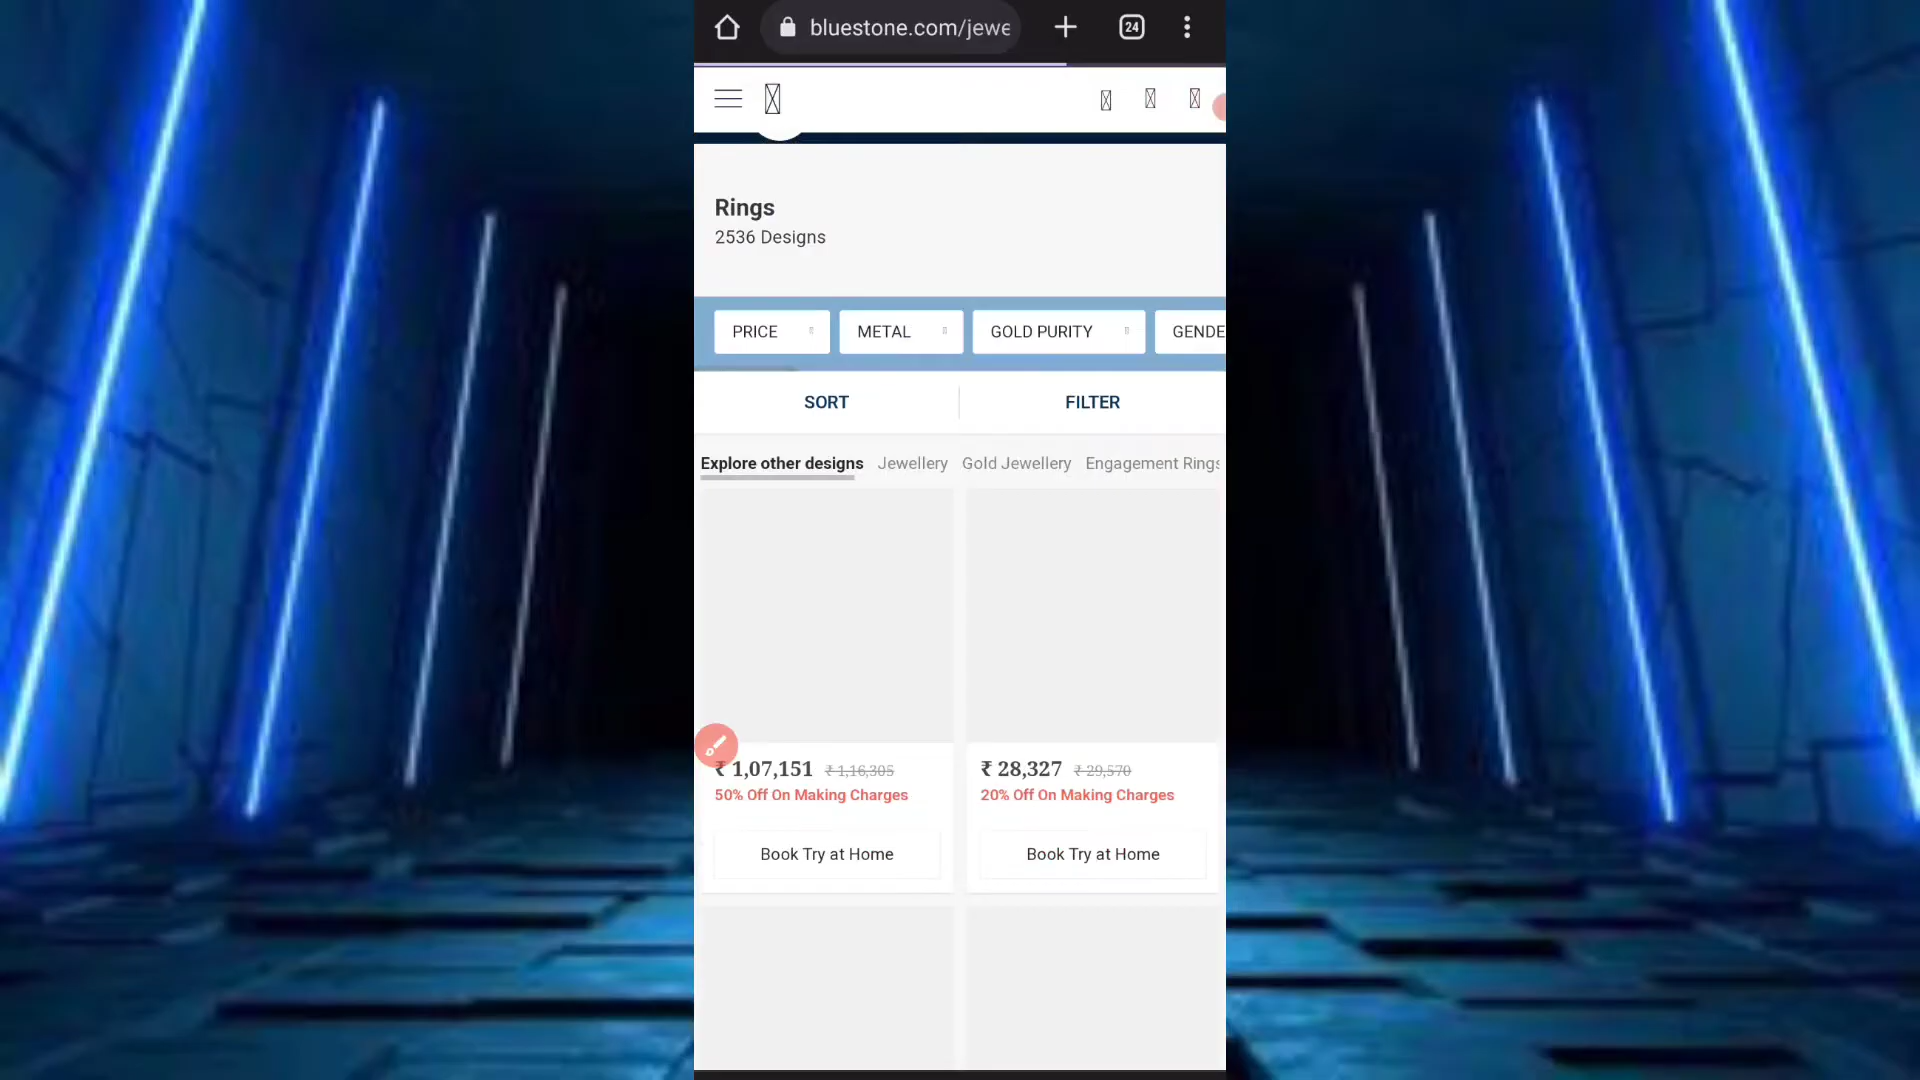 bluestone.com/jewe
24
Rings
2536 Designs
PRICE
METAL
GOLD PURITY
GENDE
SORT
FILTER
Explore other designs
Jewellery
Gold Jewellery
Engagement Rings
₹ 1,07,151 ₹ 1,16,305
50% Off On Making Charges
Book Try at Home
₹ 28,327 ₹ 29,570
20% Off On Making Charges
Book Try at Home